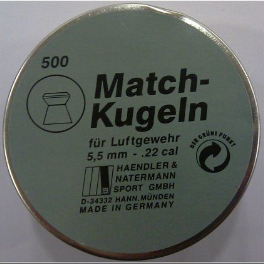 500
Match-
Kugeln
für Luftgewehr
5,5 mm - .22 cal
HAENDLER &
NATERMANN
SPORT GMBH
D-34332 HANN. MÜNDEN
MADE IN GERMANY
DER GRÜNE PUNKT